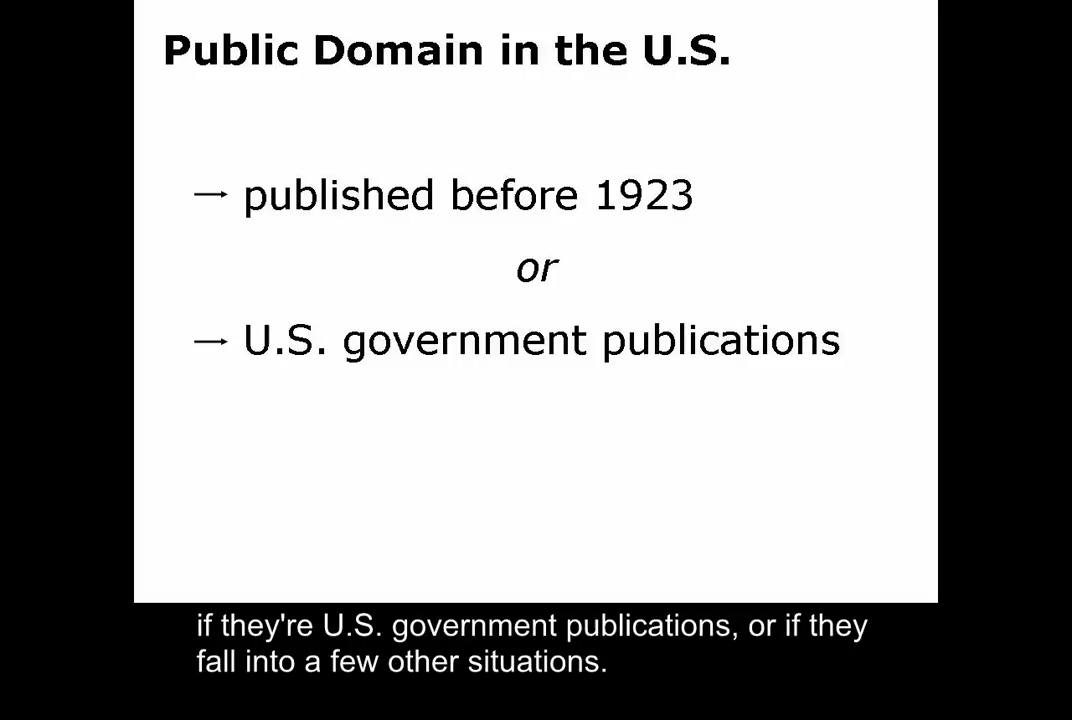 Public Domain in the U.S.
→ published before 1923
or
→ U.S. government publications
if they're U.S. government publications, or if they
fall into a few other situations.